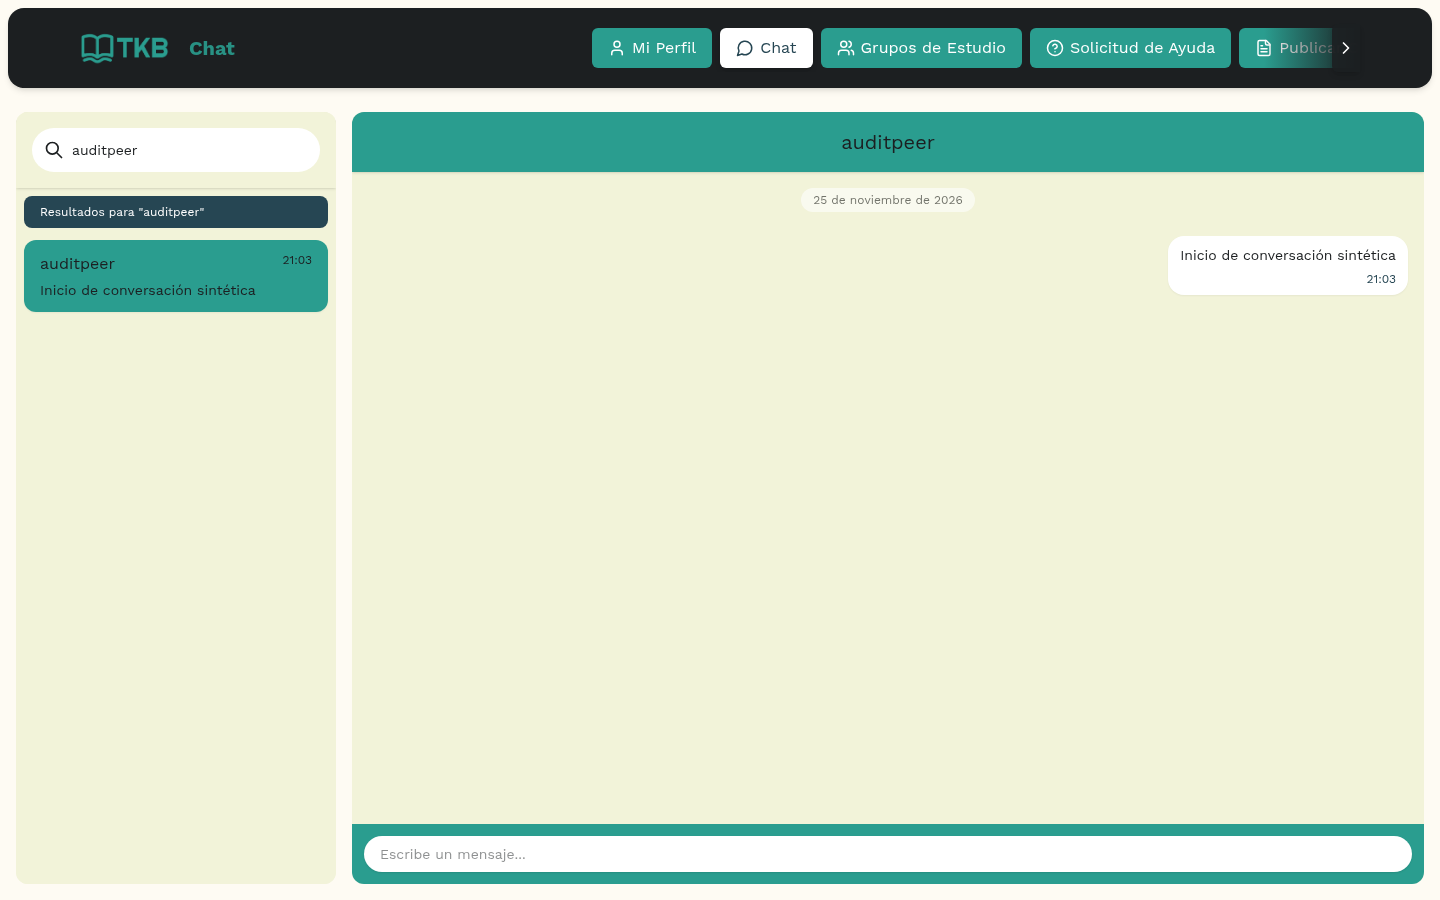 TKB
Chat
Mi Perfil
Chat
Grupos de Estudio
Solicitud de Ayuda
auditpeer
Resultados para "auditpeer"
auditpeer
21:03
Inicio de conversación sintética
auditpeer
25 de noviembre de 2026
Inicio de conversación sintética
21:03
Escribe un mensaje...